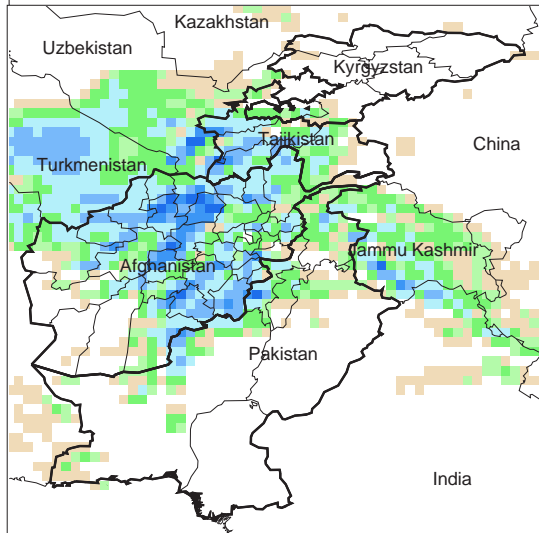 Kazakhstan
Uzbekistan
Kyrgyzstan
Tajikistan
China
Turkmenistan
Jammu Kashmir
Afghanistan
Pakistan
India